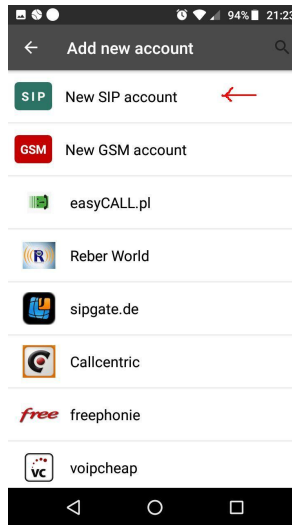 94% 21:23
Add new account
SIP New SIP account
GSM New GSM account
easyCALL.pl
R Reber World
sipgate.de
Callcentric
free freephonie
vc voipcheap